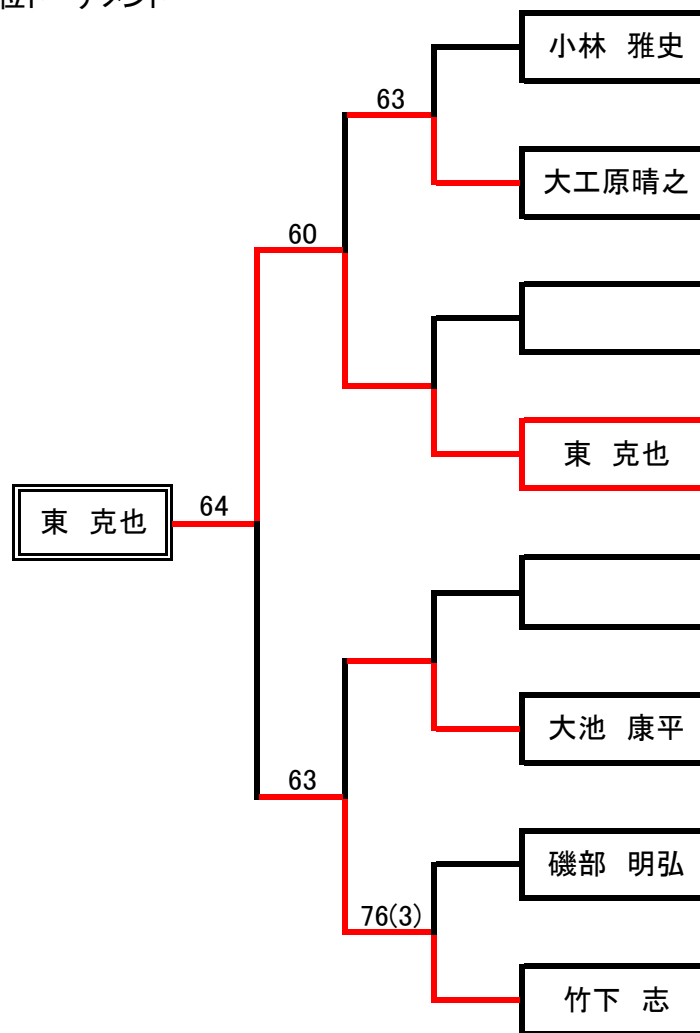 小林 雅史
63
大工原晴之
60
東 克也
東 克也
64
大池 康平
63
磯部 明弘
76(3)
竹下 志